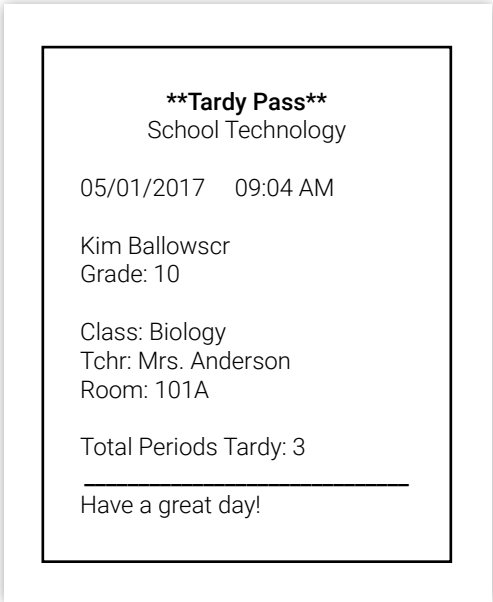 **Tardy Pass**
School Technology
05/01/2017 09:04 AM
Kim Ballowscr
Grade: 10
Class: Biology
Tchr: Mrs. Anderson
Room: 101A
Total Periods Tardy: 3
______________________________
Have a great day!